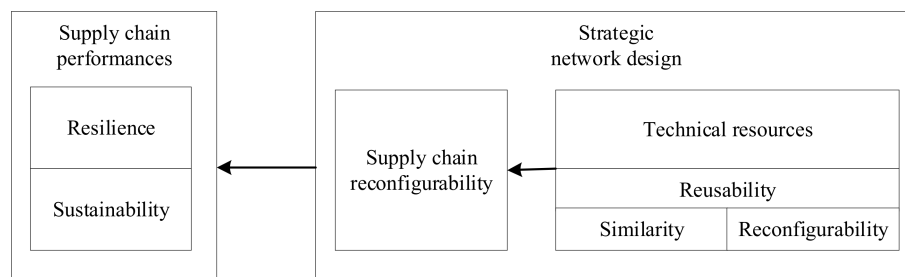 Supply chain
performances
Resilience
Sustainability
Strategic
network design
Supply chain
reconfigurability
Technical resources
Reusability
Similarity
Reconfigurability